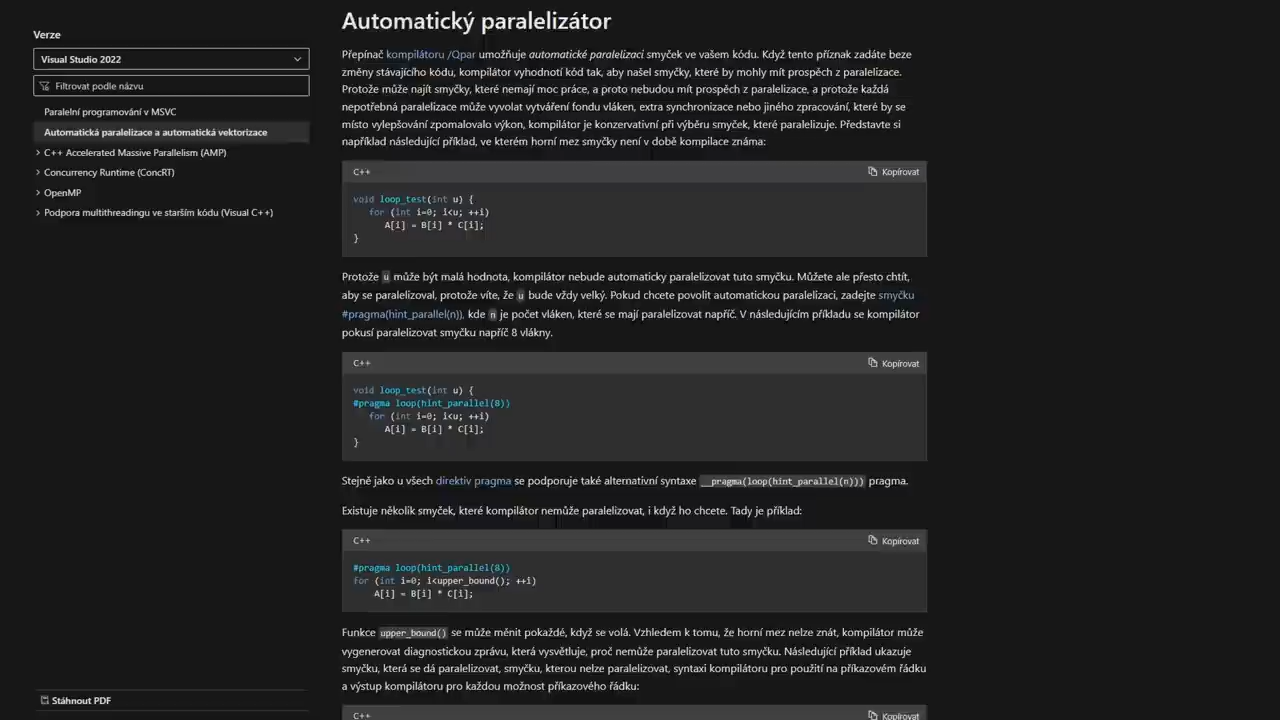 Verze
Visual Studio 2022
Filtrovat podle názvu
Paralelní programování v MSVC
Automatická paralelizace a automatická vektorizace
C++ Accelerated Massive Parallelism (AMP)
Concurrency Runtime (ConcRT)
OpenMP
Podpora multithreadingu ve starším kódu (Visual C++)
Stáhnout PDF
Automatický paralelizátor
Přepínač kompilátoru /Qpar umožňuje automatické paralelizaci smyček ve vašem kódu. Když tento příznak zadáte beze
změny stávajícího kódu, kompilátor vyhodnotí kód tak, aby našel smyčky, které by mohly mít prospěch z paralelizace.
Protože může najít smyčky, které nemají moc práce, a proto nebudou mít prospěch z paralelizace, a protože každá
nepotřebná paralelizace může vyvolat vytváření fondu vláken, extra synchronizace nebo jiného zpracování, které by se
místo vylepšování zpomalovalo výkon, kompilátor je konzervativní při výběru smyček, které paralelizuje. Představte si
například následující příklad, ve kterém horní mez smyčky není v době kompilace známa:
C++ Kopírovat
void loop_test(int u) {
for (int i=0; i<u; ++i)
A[i] = B[i] * C[i];
}
Protože u může být malá hodnota, kompilátor nebude automaticky paralelizovat tuto smyčku. Můžete ale přesto chtít,
aby se paralelizoval, protože víte, že u bude vždy velký. Pokud chcete povolit automatickou paralelizaci, zadejte smyčku
#pragma(hint_parallel(n)), kde n je počet vláken, které se mají paralelizovat napříč. V následujícím příkladu se kompilátor
pokusí paralelizovat smyčku napříč 8 vlákny.
C++ Kopírovat
void loop_test(int u) {
#pragma loop(hint_parallel(8))
for (int i=0; i<u; ++i)
A[i] = B[i] * C[i];
}
Stejně jako u všech direktiv pragma se podporuje také alternativní syntaxe __pragma(loop(hint_parallel(n))) pragma.
Existuje několik smyček, které kompilátor nemůže paralelizovat, i když ho chcete. Tady je příklad:
C++ Kopírovat
#pragma loop(hint_parallel(8))
for (int i=0; i<upper_bound(); ++i)
A[i] = B[i] * C[i];
Funkce upper_bound() se může měnit pokaždé, když se volá. Vzhledem k tomu, že horní mez nelze znát, kompilátor může
vygenerovat diagnostickou zprávu, která vysvětluje, proč nemůže paralelizovat tuto smyčku. Následující příklad ukazuje
smyčku, která se dá paralelizovat, smyčku, kterou nelze paralelizovat, syntaxi kompilátoru pro použití na příkazovém řádku
a výstup kompilátoru pro každou možnost příkazového řádku:
C++ Kopírovat